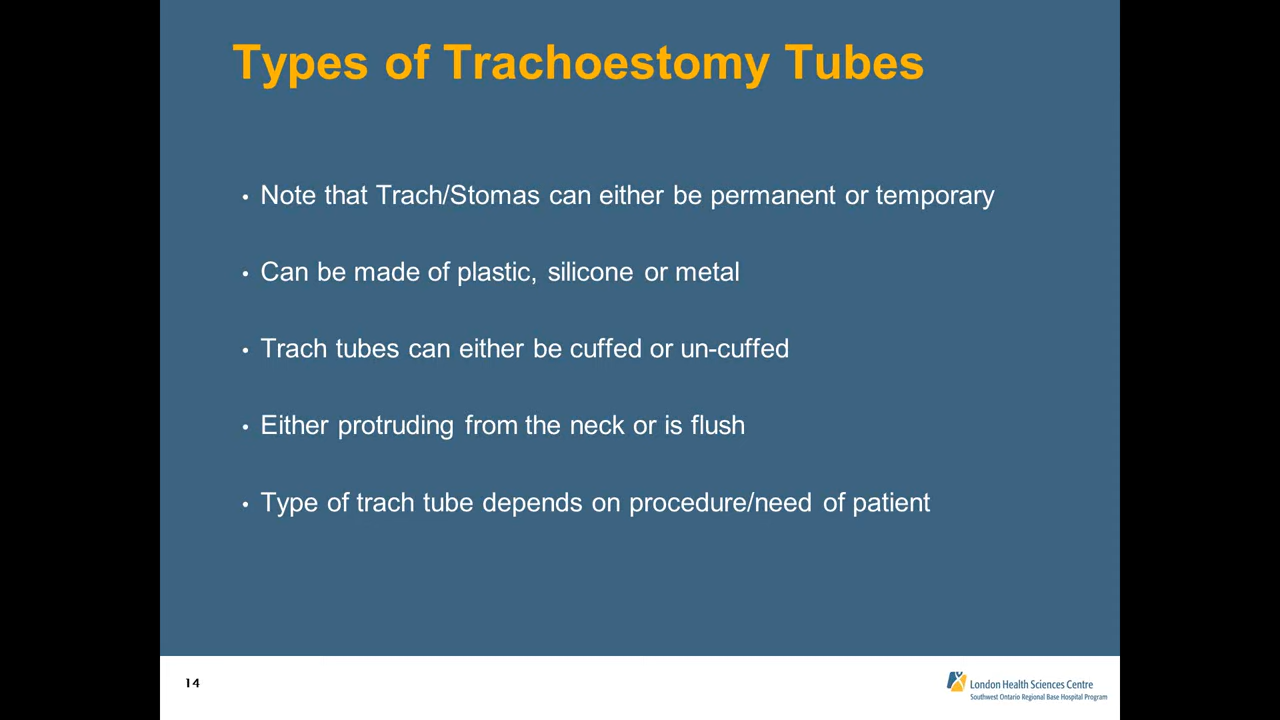 Types of Trachoestomy Tubes
• Note that Trach/Stomas can either be permanent or temporary
• Can be made of plastic, silicone or metal
• Trach tubes can either be cuffed or un-cuffed
• Either protruding from the neck or is flush
• Type of trach tube depends on procedure/need of patient
14
London Health Sciences Centre
Southwest Ontario Regional Base Hospital Program